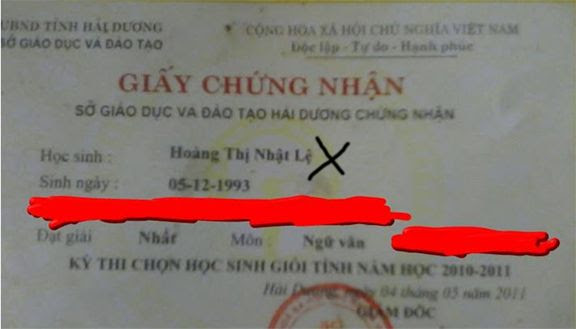 UBND TỈNH HẢI DƯƠNG
SỞ GIÁO DỤC VÀ ĐÀO TẠO
CỘNG HÒA XÃ HỘI CHỦ NGHĨA VIỆT NAM
Độc lập - Tự do - Hạnh phúc
GIẤY CHỨNG NHẬN
SỞ GIÁO DỤC VÀ ĐÀO TẠO HẢI DƯƠNG CHỨNG NHẬN
Học sinh : Hoàng Thị Nhật Lệ
Sinh ngày : 05-12-1993
Đạt giải Nhất Môn Ngữ văn
KỲ THI CHỌN HỌC SINH GIỎI TỈNH NĂM HỌC 2010-2011
Hải Dương, ngày 04 tháng 05 năm 2011
GIÁM ĐỐC